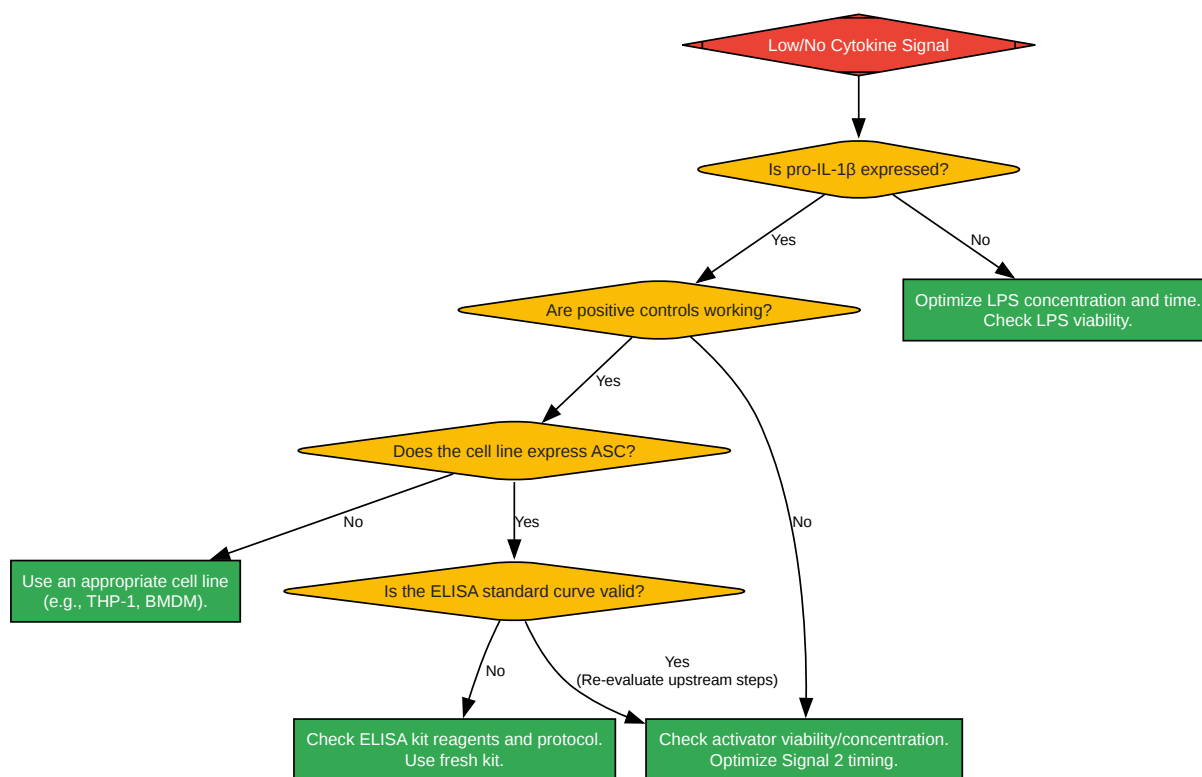 Low/No Cytokine Signal
Is pro-IL-1β expressed?
Yes
No
Are positive controls working?
Optimize LPS concentration and time.
Check LPS viability.
Yes
Does the cell line express ASC?
No
Yes
No
Use an appropriate cell line
(e.g., THP-1, BMDM).
Is the ELISA standard curve valid?
No
Yes
(Re-evaluate upstream steps)
Check ELISA kit reagents and protocol.
Use fresh kit.
Check activator viability/concentration.
Optimize Signal 2 timing.